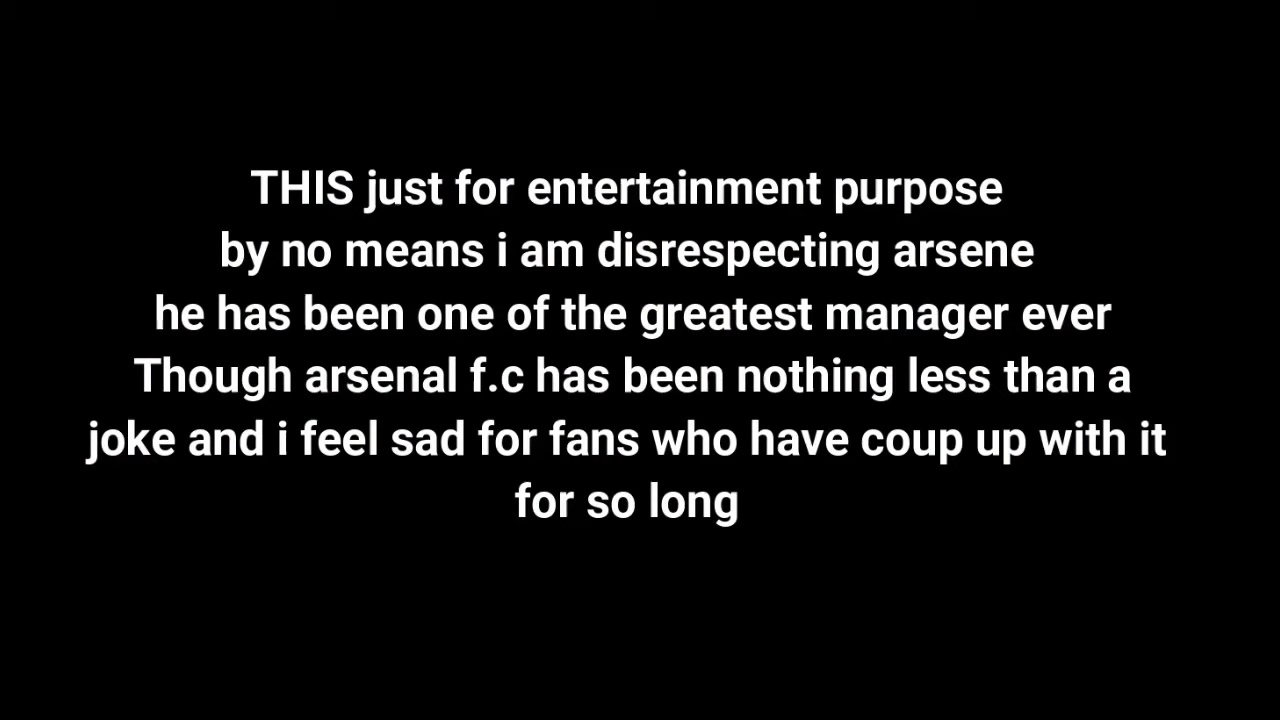 THIS just for entertainment purpose
by no means i am disrespecting arsene
he has been one of the greatest manager ever
Though arsenal f.c has been nothing less than a
joke and i feel sad for fans who have coup up with it
for so long